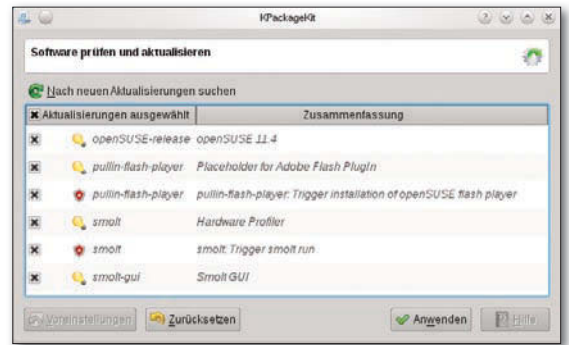 KPackageKit
Software prüfen und aktualisieren
Nach neuen Aktualisierungen suchen
Aktualisierungen ausgewählt Zusammenfassung
openSUSE-release openSUSE 11.4
pullin-flash-player Placeholder for Adobe Flash PlugIn
pullin-flash-player pullin-flash-player: Trigger installation of openSUSE flash player
smolt Hardware Profiler
smolt smolt: Trigger smolt run
smolt-gui Smolt GUI
Voreinstellungen Zurücksetzen Anwenden Hilfe